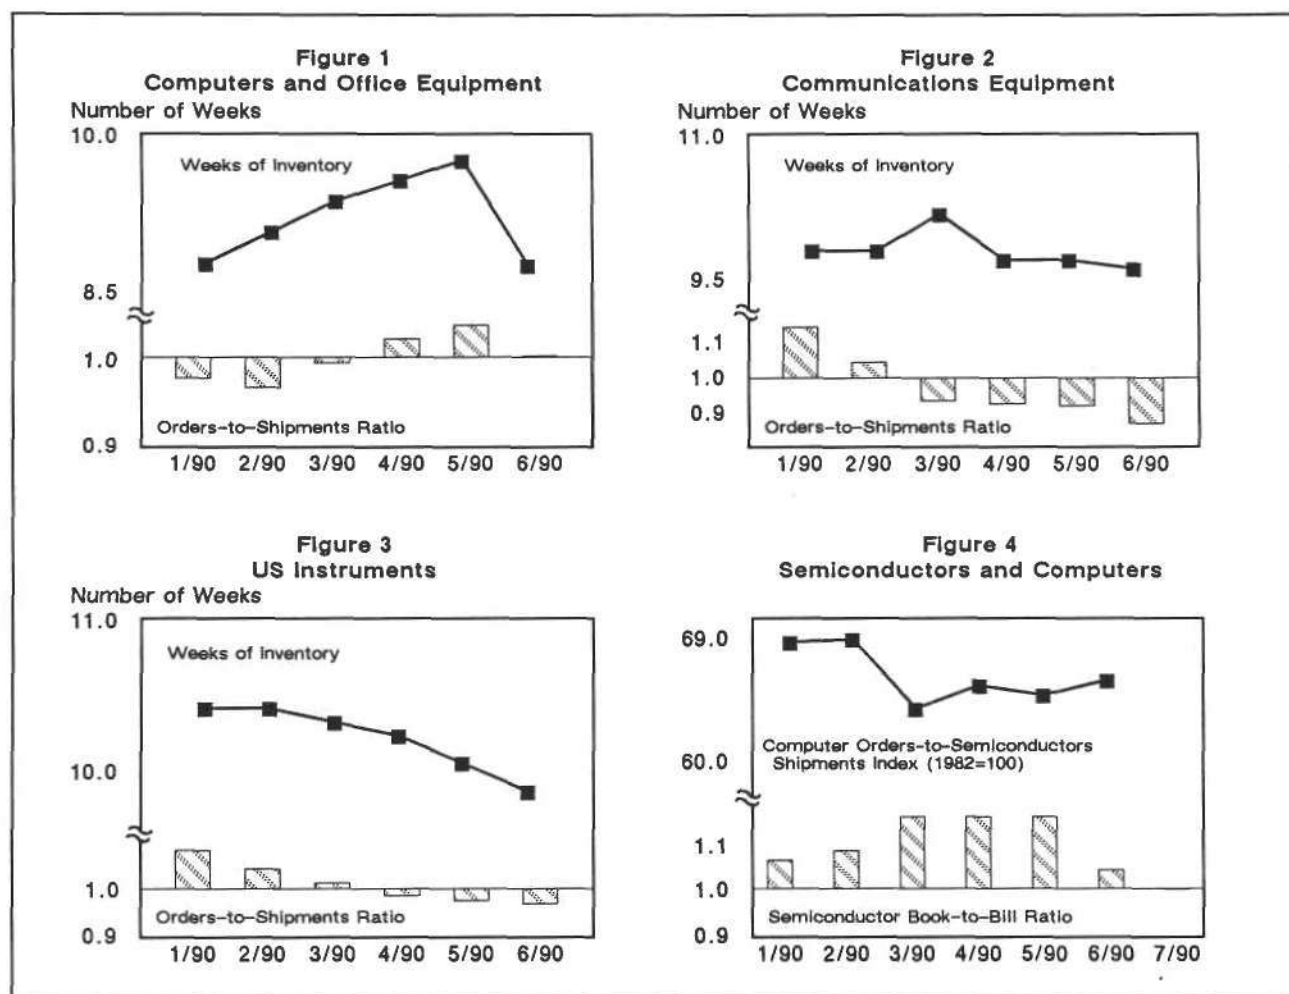 Figure 1
Computers and Office Equipment
Number of Weeks
10.0
Weeks of Inventory
8.5
1.0
Orders-to-Shipments Ratio
0.9
1/90 2/90 3/90 4/90 5/90 6/90
Figure 2
Communications Equipment
Number of Weeks
11.0
Weeks of Inventory
9.5
1.1
1.0
0.9
Orders-to-Shipments Ratio
1/90 2/90 3/90 4/90 5/90 6/90
Figure 3
US Instruments
Number of Weeks
11.0
Weeks of Inventory
10.0
1.0
Orders-to-Shipments Ratio
0.9
1/90 2/90 3/90 4/90 5/90 6/90
Figure 4
Semiconductors and Computers
69.0
Computer Orders-to-Semiconductors
Shipments Index (1982=100)
60.0
1.1
1.0
Semiconductor Book-to-Bill Ratio
0.9
1/90 2/90 3/90 4/90 5/90 6/90 7/90